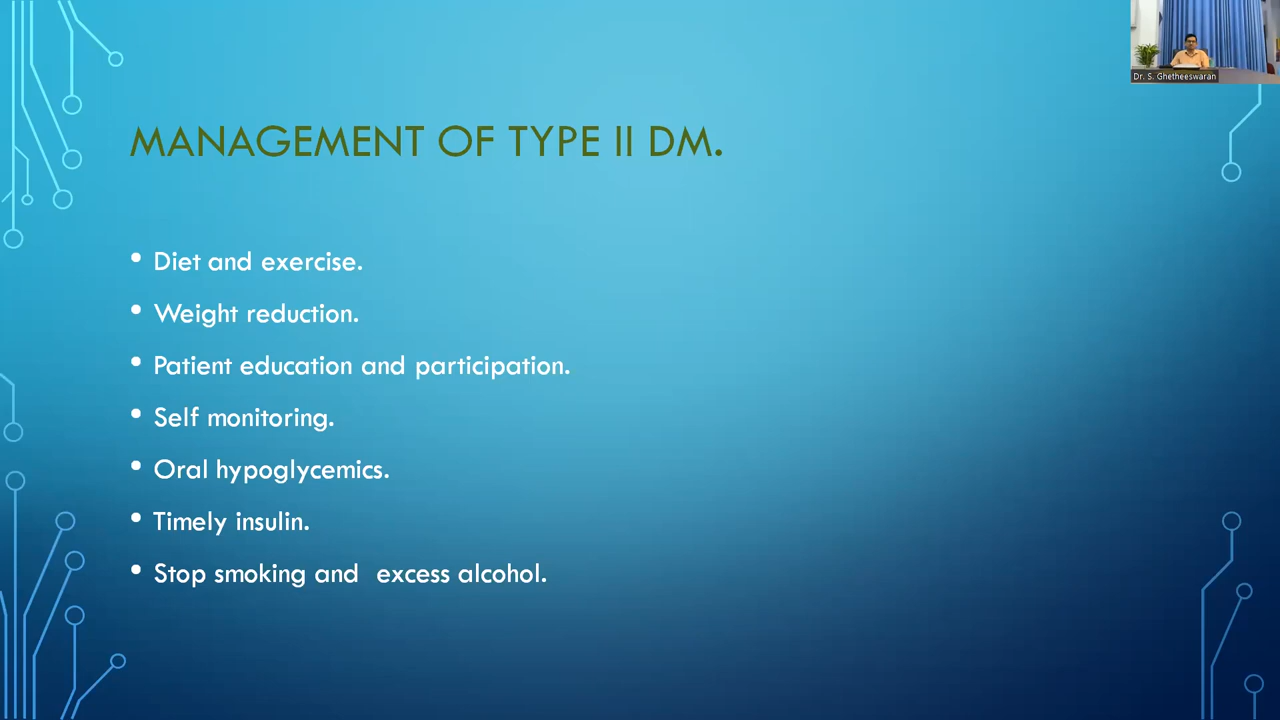 Dr. S. Ghetheeswaran
MANAGEMENT OF TYPE II DM.
• Diet and exercise.
• Weight reduction.
• Patient education and participation.
• Self monitoring.
• Oral hypoglycemics.
• Timely insulin.
• Stop smoking and  excess alcohol.